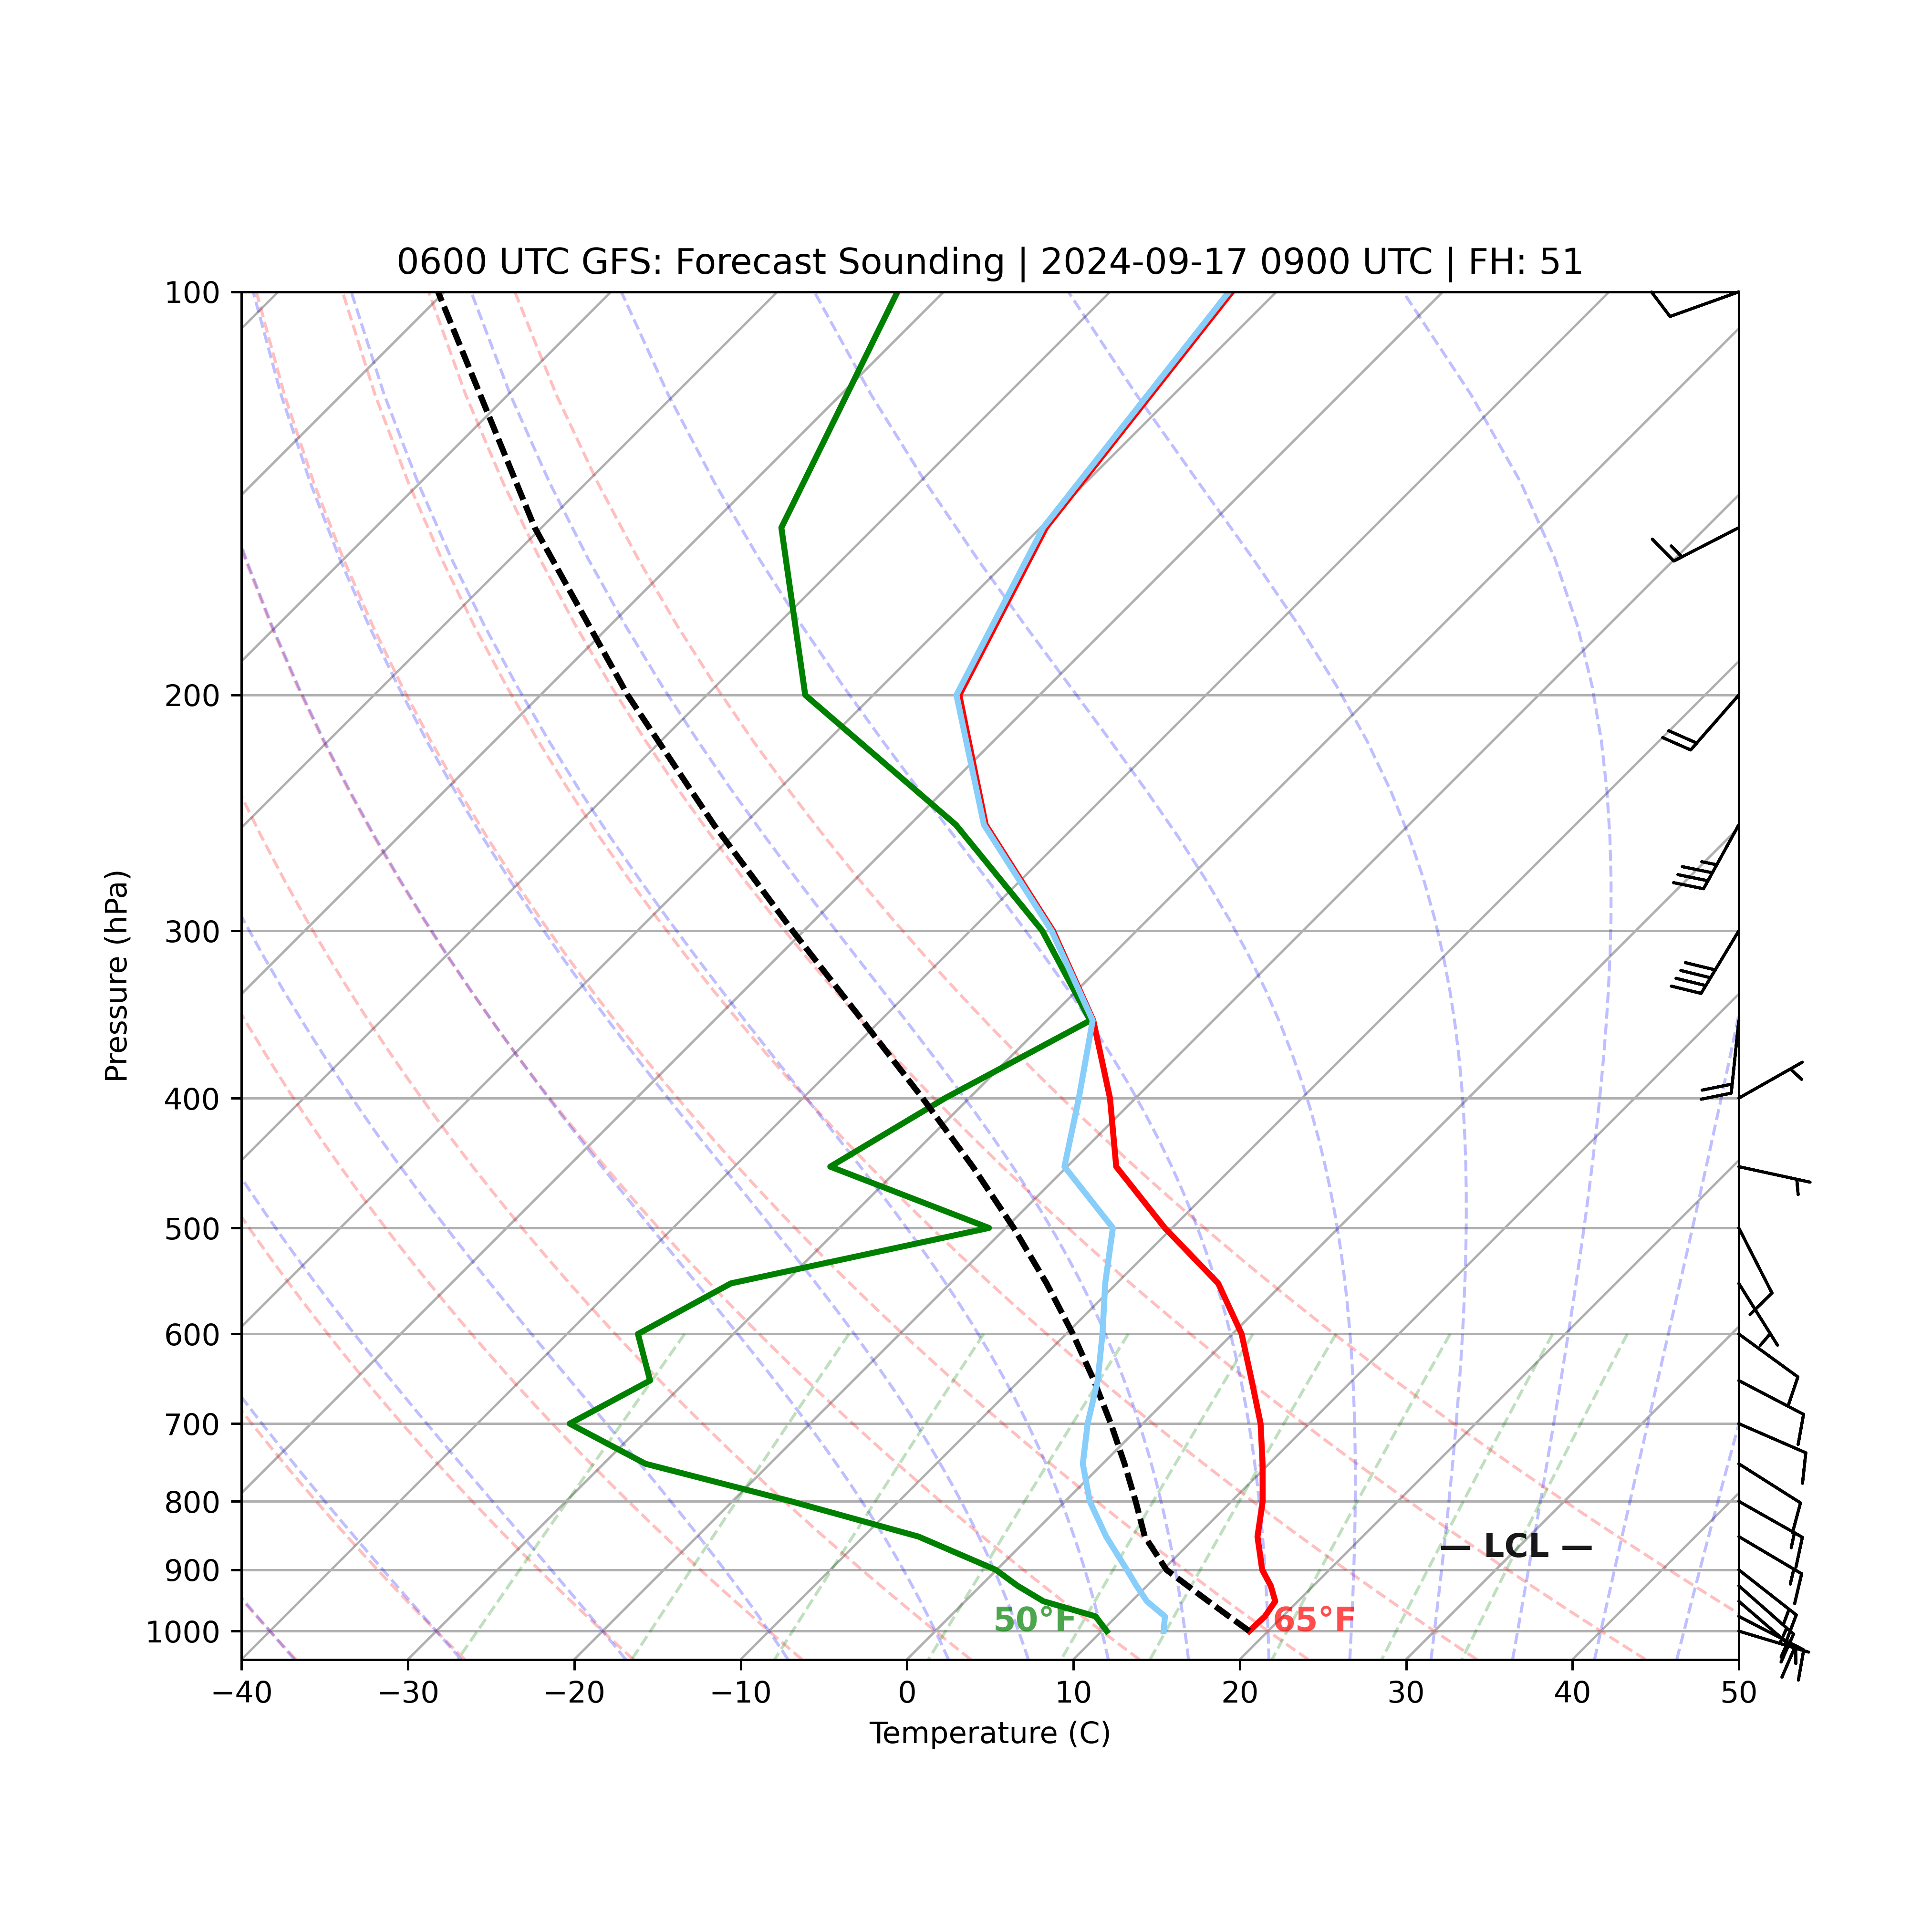 0600 UTC GFS: Forecast Sounding | 2024-09-17 0900 UTC | FH: 51
100
200
300
400
500
600
700
800
900
1000
Pressure (hPa)
— LCL —
50°F
65°F
−40 −30 −20 −10 0 10 20 30 40 50
Temperature (C)